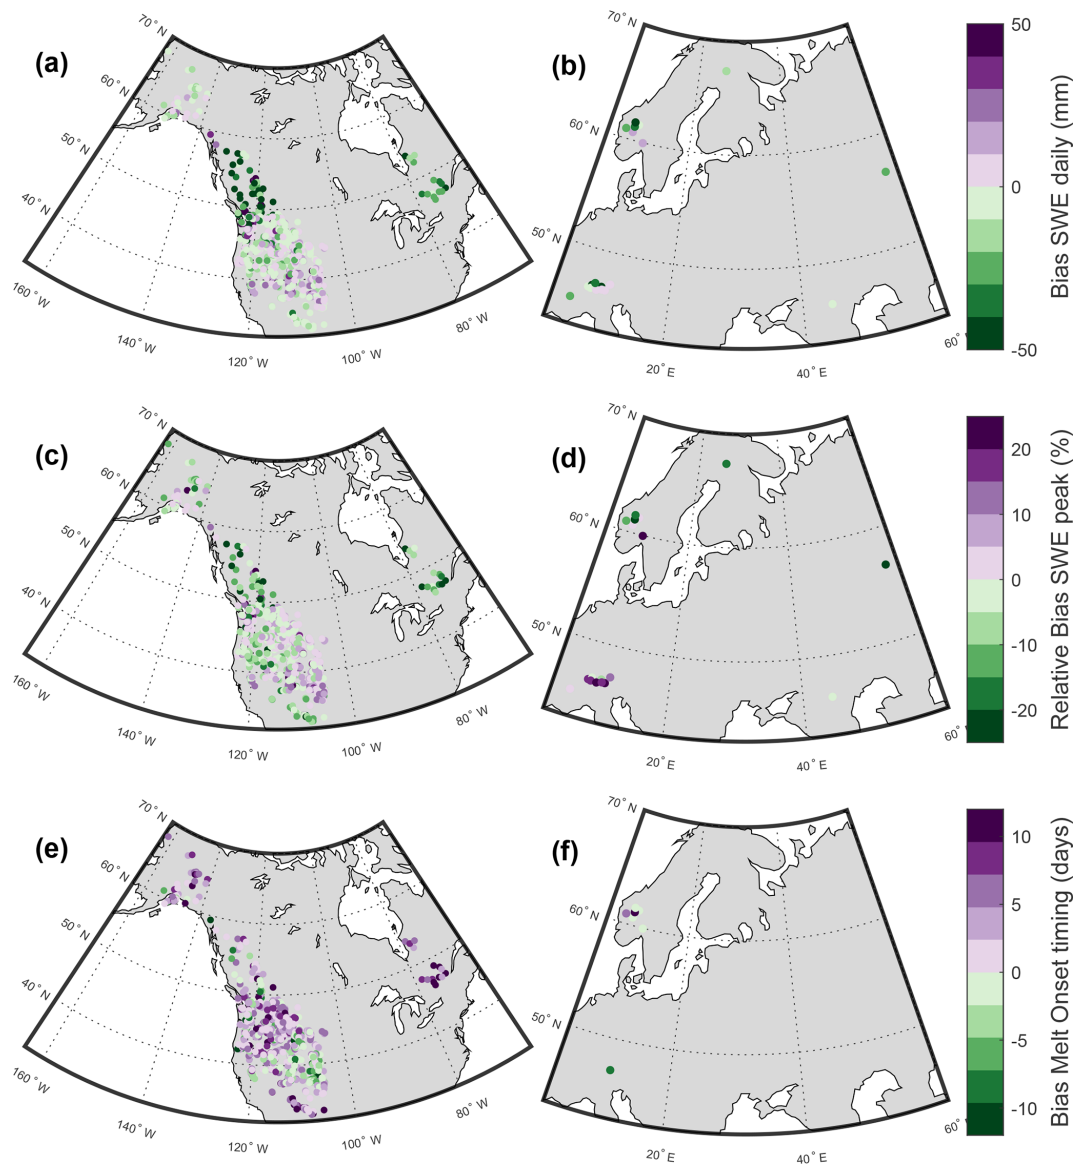 (a)
70° N
60° N
50° N
40° N
160° W
140° W
120° W
100° W
80° W
(b)
70° N
60° N
50° N
20° E
40° E
60°
50
0
-50
Bias SWE daily (mm)
(c)
70° N
60° N
50° N
40° N
160° W
140° W
120° W
100° W
80° W
(d)
70° N
60° N
50° N
20° E
40° E
60°
20
10
0
-10
-20
Relative Bias SWE peak (%)
(e)
70° N
60° N
50° N
40° N
160° W
140° W
120° W
100° W
80° W
(f)
70° N
60° N
50° N
20° E
40° E
60°
10
5
0
-5
-10
Bias Melt Onset timing (days)